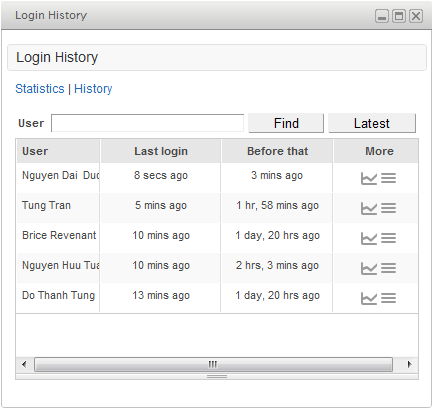 Login History
Login History
Statistics | History
User Find Latest
User Last login Before that More
Nguyen Dai Duo 8 secs ago 3 mins ago
Tung Tran 5 mins ago 1 hr, 58 mins ago
Brice Revenant 10 mins ago 1 day, 20 hrs ago
Nguyen Huu Tua 10 mins ago 2 hrs, 3 mins ago
Do Thanh Tung 13 mins ago 1 day, 20 hrs ago